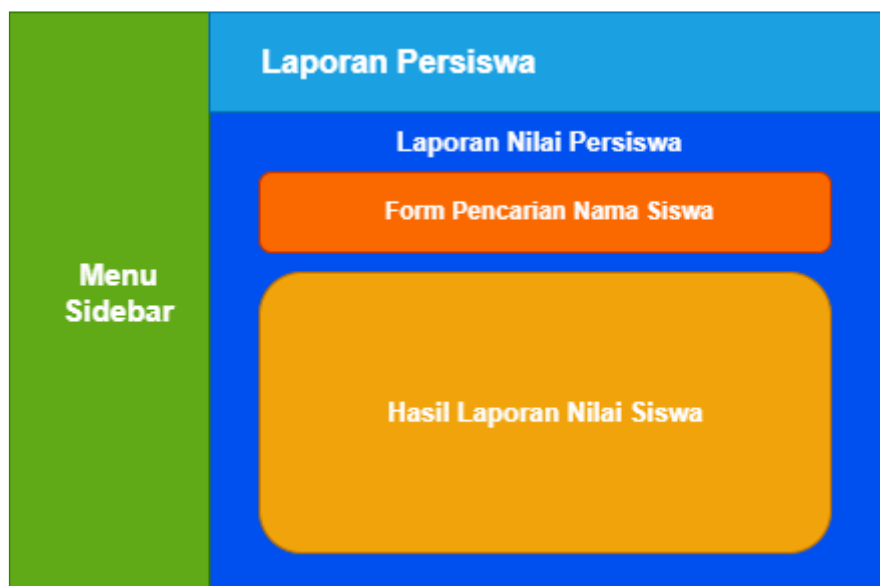 Laporan Persiswa
Laporan Nilai Persiswa
Form Pencarian Nama Siswa
Menu
Sidebar
Hasil Laporan Nilai Siswa